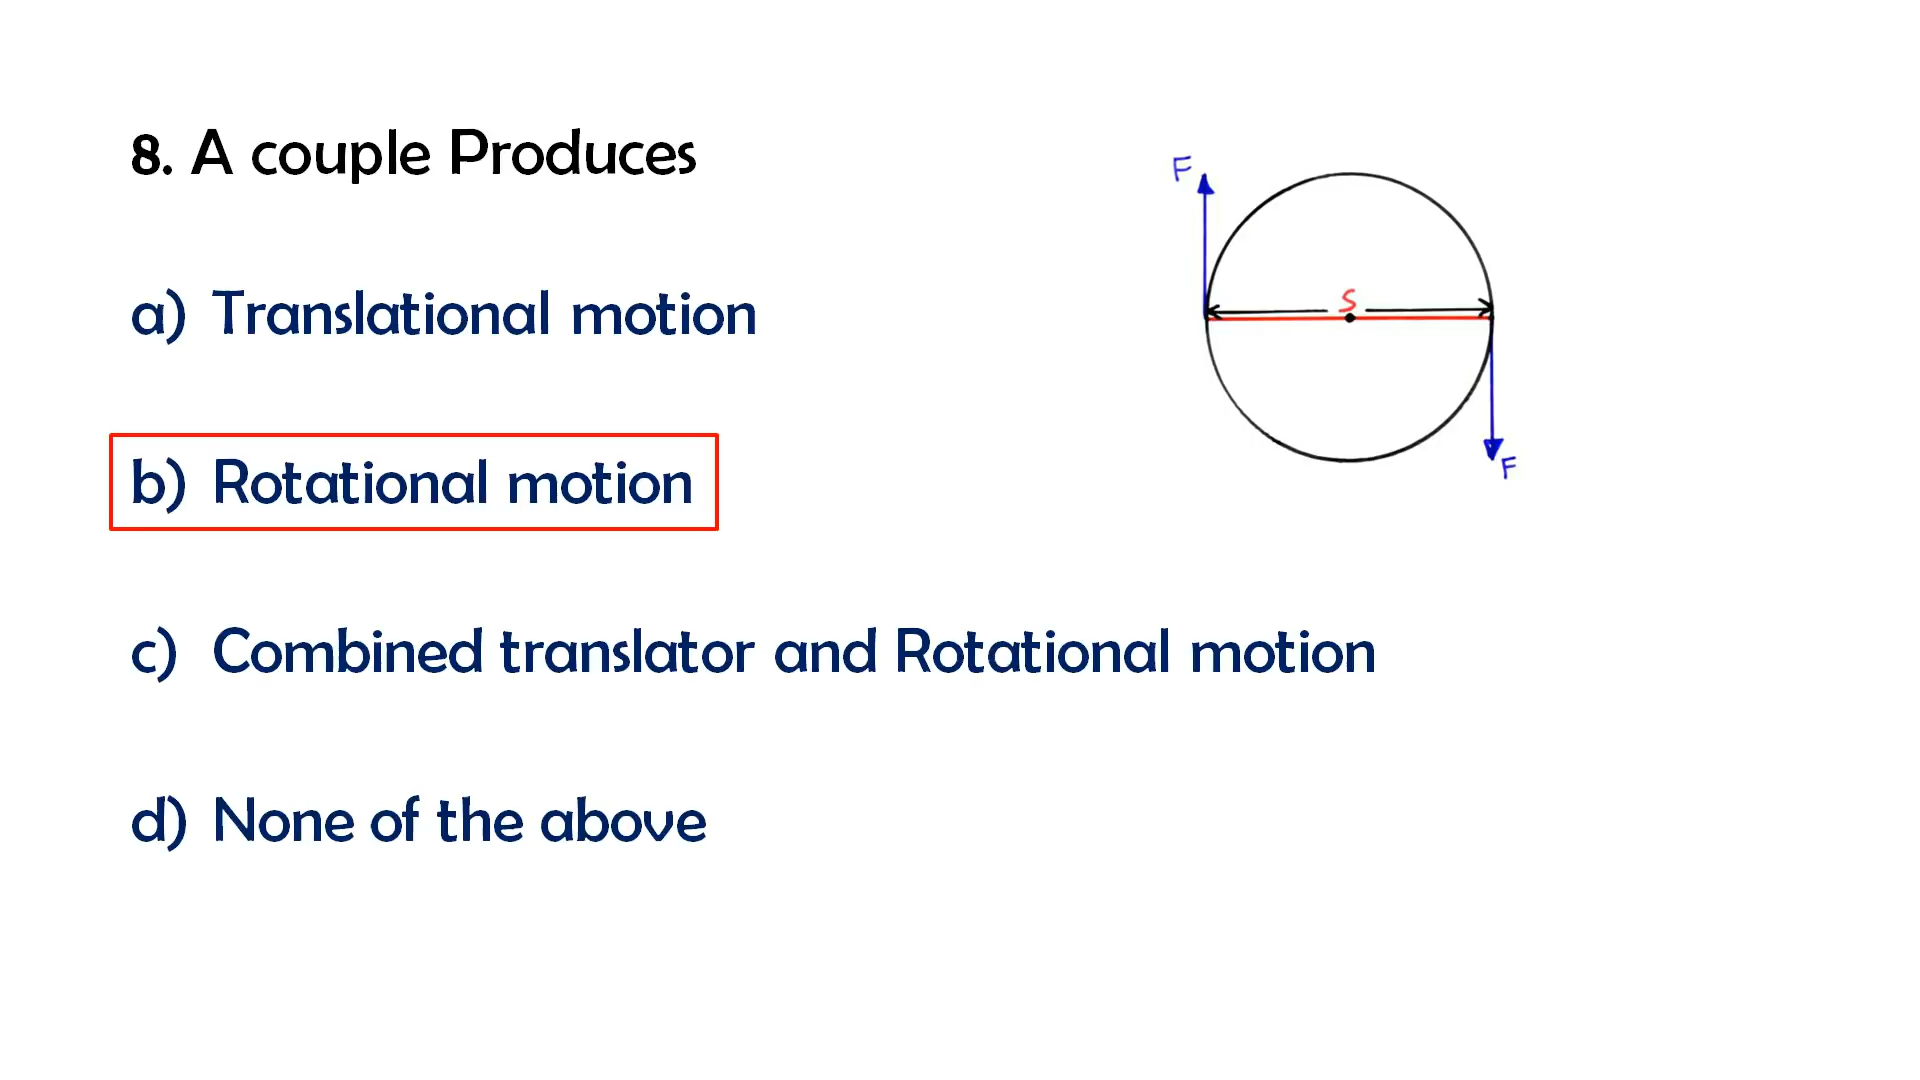 8. A couple Produces
F
a) Translational motion
S
b) Rotational motion
F
c) Combined translator and Rotational motion
d) None of the above